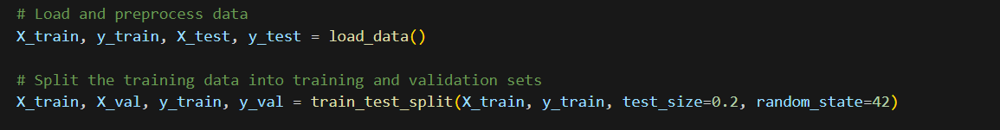 # Load and preprocess data
X_train, y_train, X_test, y_test = load_data()
# Split the training data into training and validation sets
X_train, X_val, y_train, y_val = train_test_split(X_train, y_train, test_size=0.2, random_state=42)